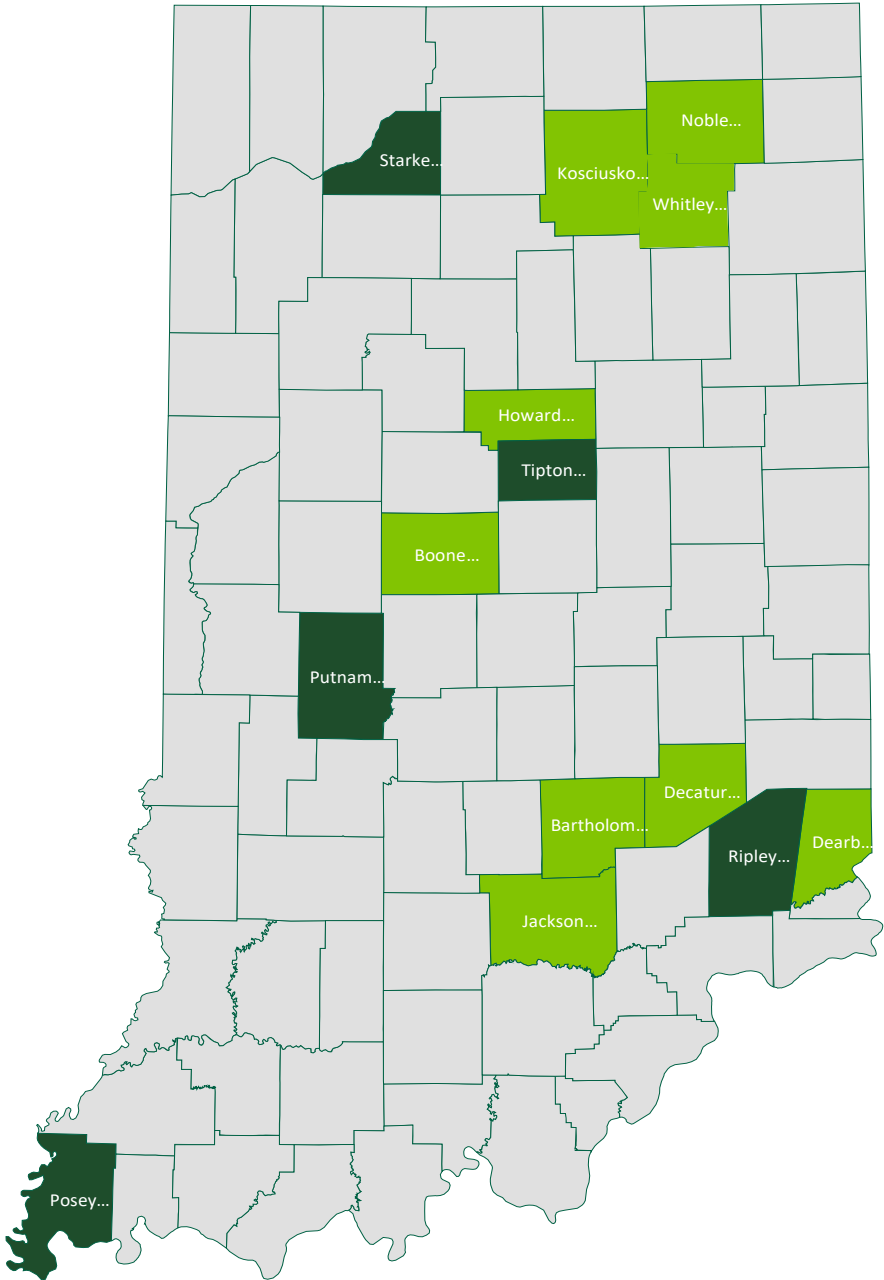 Noble...
Starke...
Kosciusko...
Whitley...
Howard...
Tipton...
Boone...
Putnam...
Decatur...
Bartholom...
Dearb...
Ripley...
Jackson...
Posey...